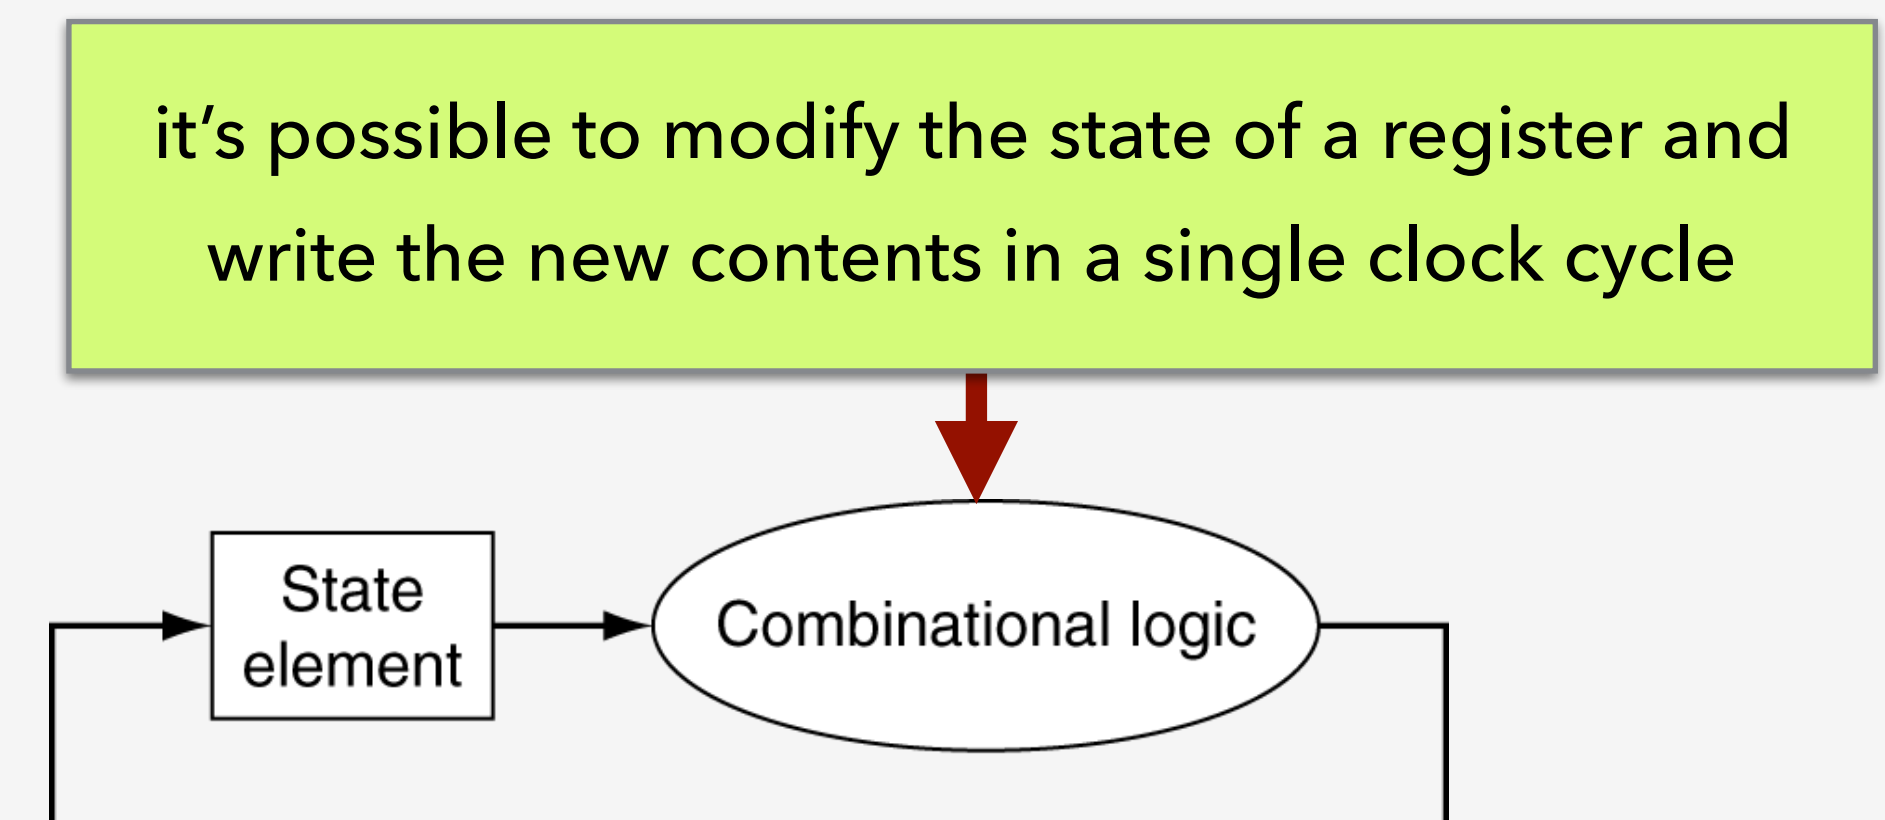 it’s possible to modify the state of a register and
write the new contents in a single clock cycle
State
element
Combinational logic